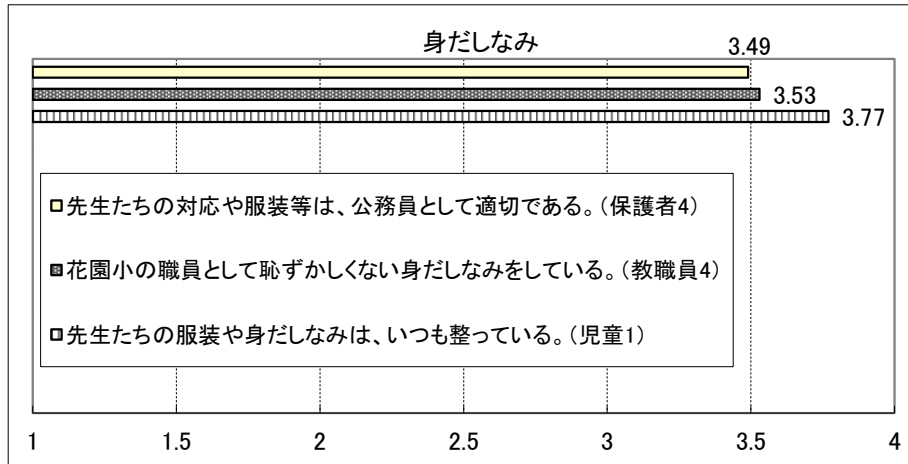 身だしなみ
3.49
3.53
3.77
先生たちの対応や服装等は、公務員として適切である。(保護者4)
花園小の職員として恥ずかしくない身だしなみをしている。(教職員4)
先生たちの服装や身だしなみは、いつも整っている。(児童1)
1 1.5 2 2.5 3 3.5 4